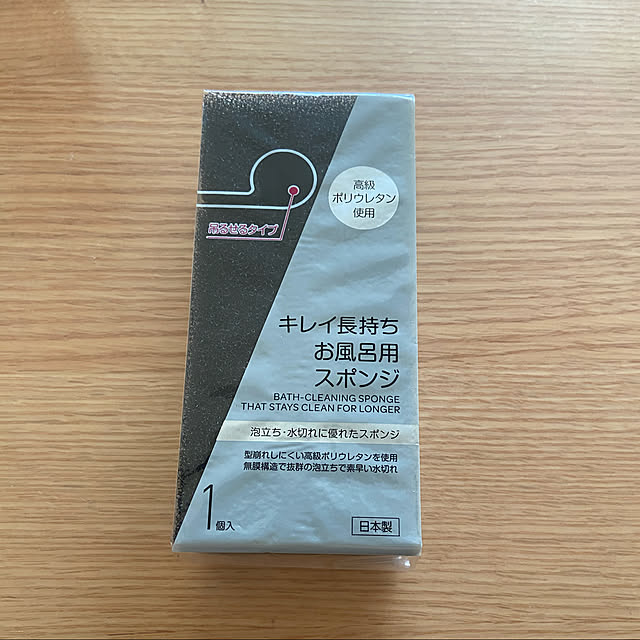 高級
ポリウレタン
使用
吊るせるタイプ
キレイ長持ち
お風呂用
スポンジ
BATH-CLEANING SPONGE
THAT STAYS CLEAN FOR LONGER
泡立ち・水切れに優れたスポンジ
型崩れしにくい高級ポリウレタンを使用
無膜構造で抜群の泡立ちで素早い水切れ
1個入
日本製